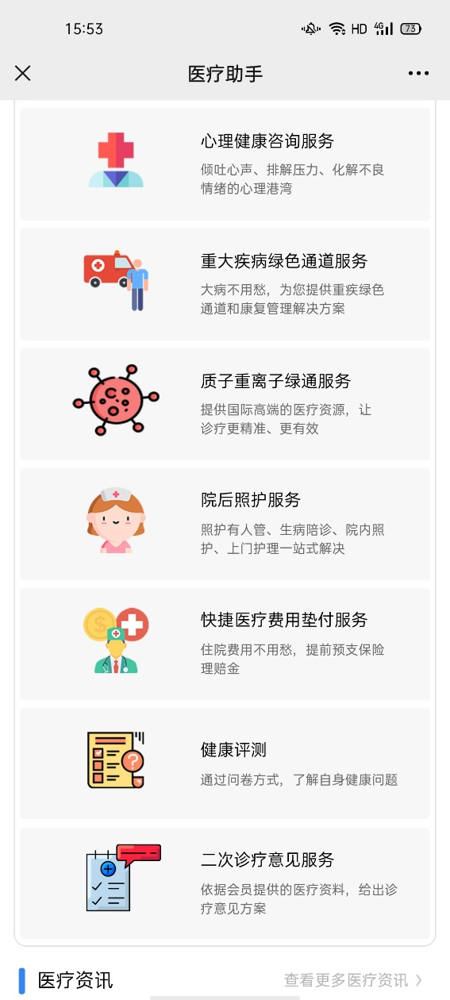 15:53
HD 4G 73
医疗助手
心理健康咨询服务
倾吐心声、排解压力、化解不良
情绪的心理港湾
重大疾病绿色通道服务
大病不用愁，为您提供重疾绿色
通道和康复管理解决方案
质子重离子绿通服务
提供国际高端的医疗资源，让
诊疗更精准、更有效
院后照护服务
照护有人管、生病陪诊、院内照
护、上门护理一站式解决
快捷医疗费用垫付服务
住院费用不用愁，提前预支保险
理赔金
健康评测
通过问卷方式，了解自身健康问题
二次诊疗意见服务
依据会员提供的医疗资料，给出诊
疗意见方案
医疗资讯
查看更多医疗资讯